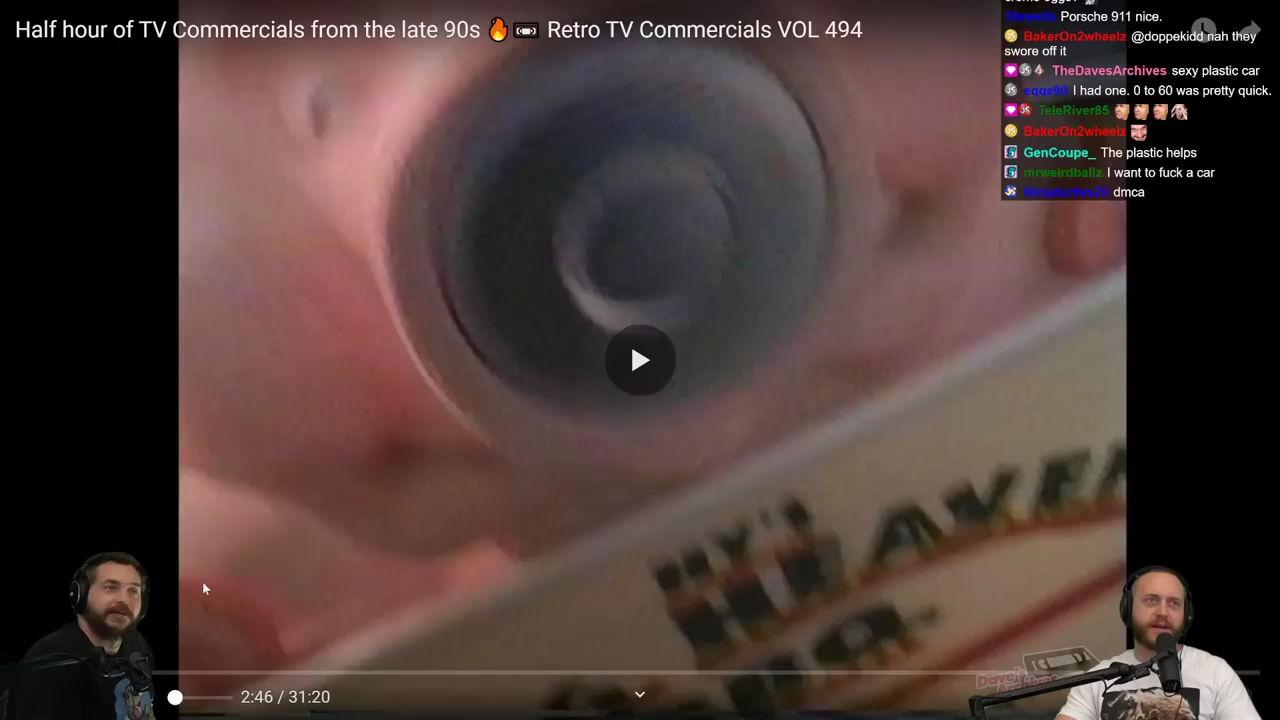 Half hour of TV Commercials from the late 90s 🔥📼 Retro TV Commercials VOL 494
Porsche 911 nice.
BakerOn2wheelz @doppekidd nah they
swore off it
TheDavesArchives sexy plastic car
eqqe90 I had one. 0 to 60 was pretty quick.
TeleRiver85
BakerOn2wheelz
GenCoupe_ The plastic helps
mrweirdballz I want to fuck a car
dmca
2:46 / 31:20